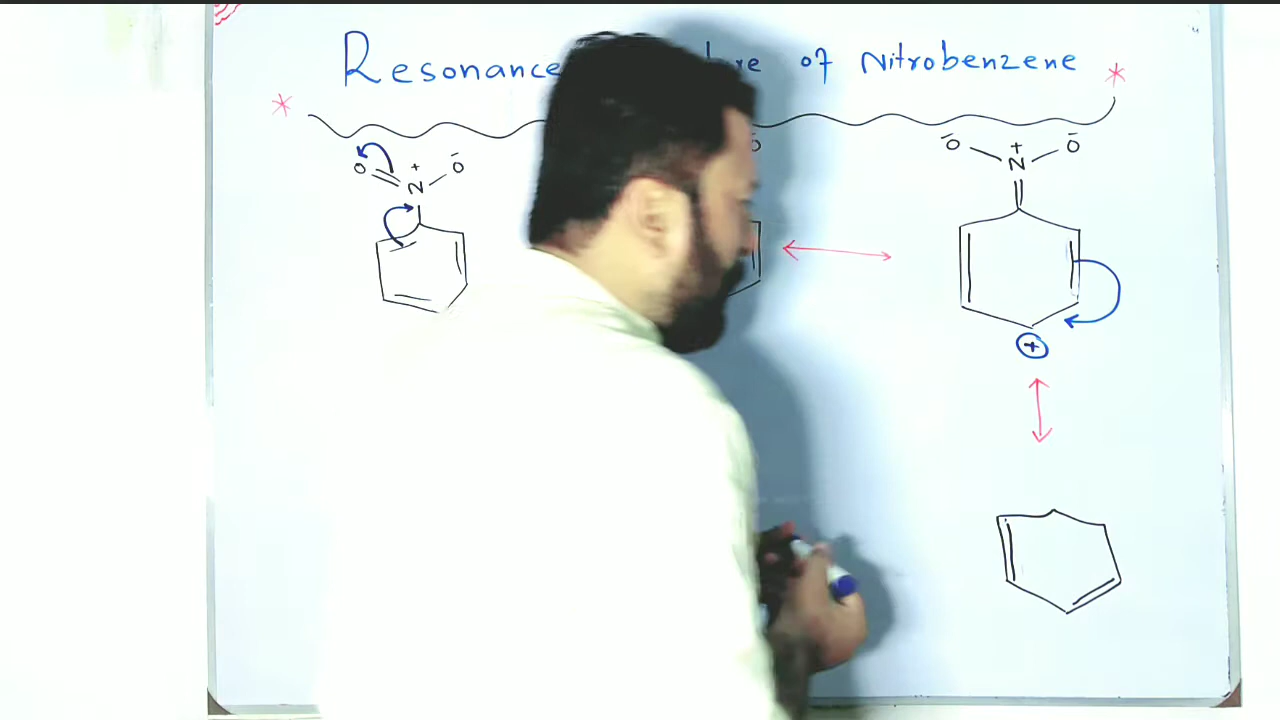 Resonance of Nitrobenzene
* *
O N + O-
O-
-O N + O-
+